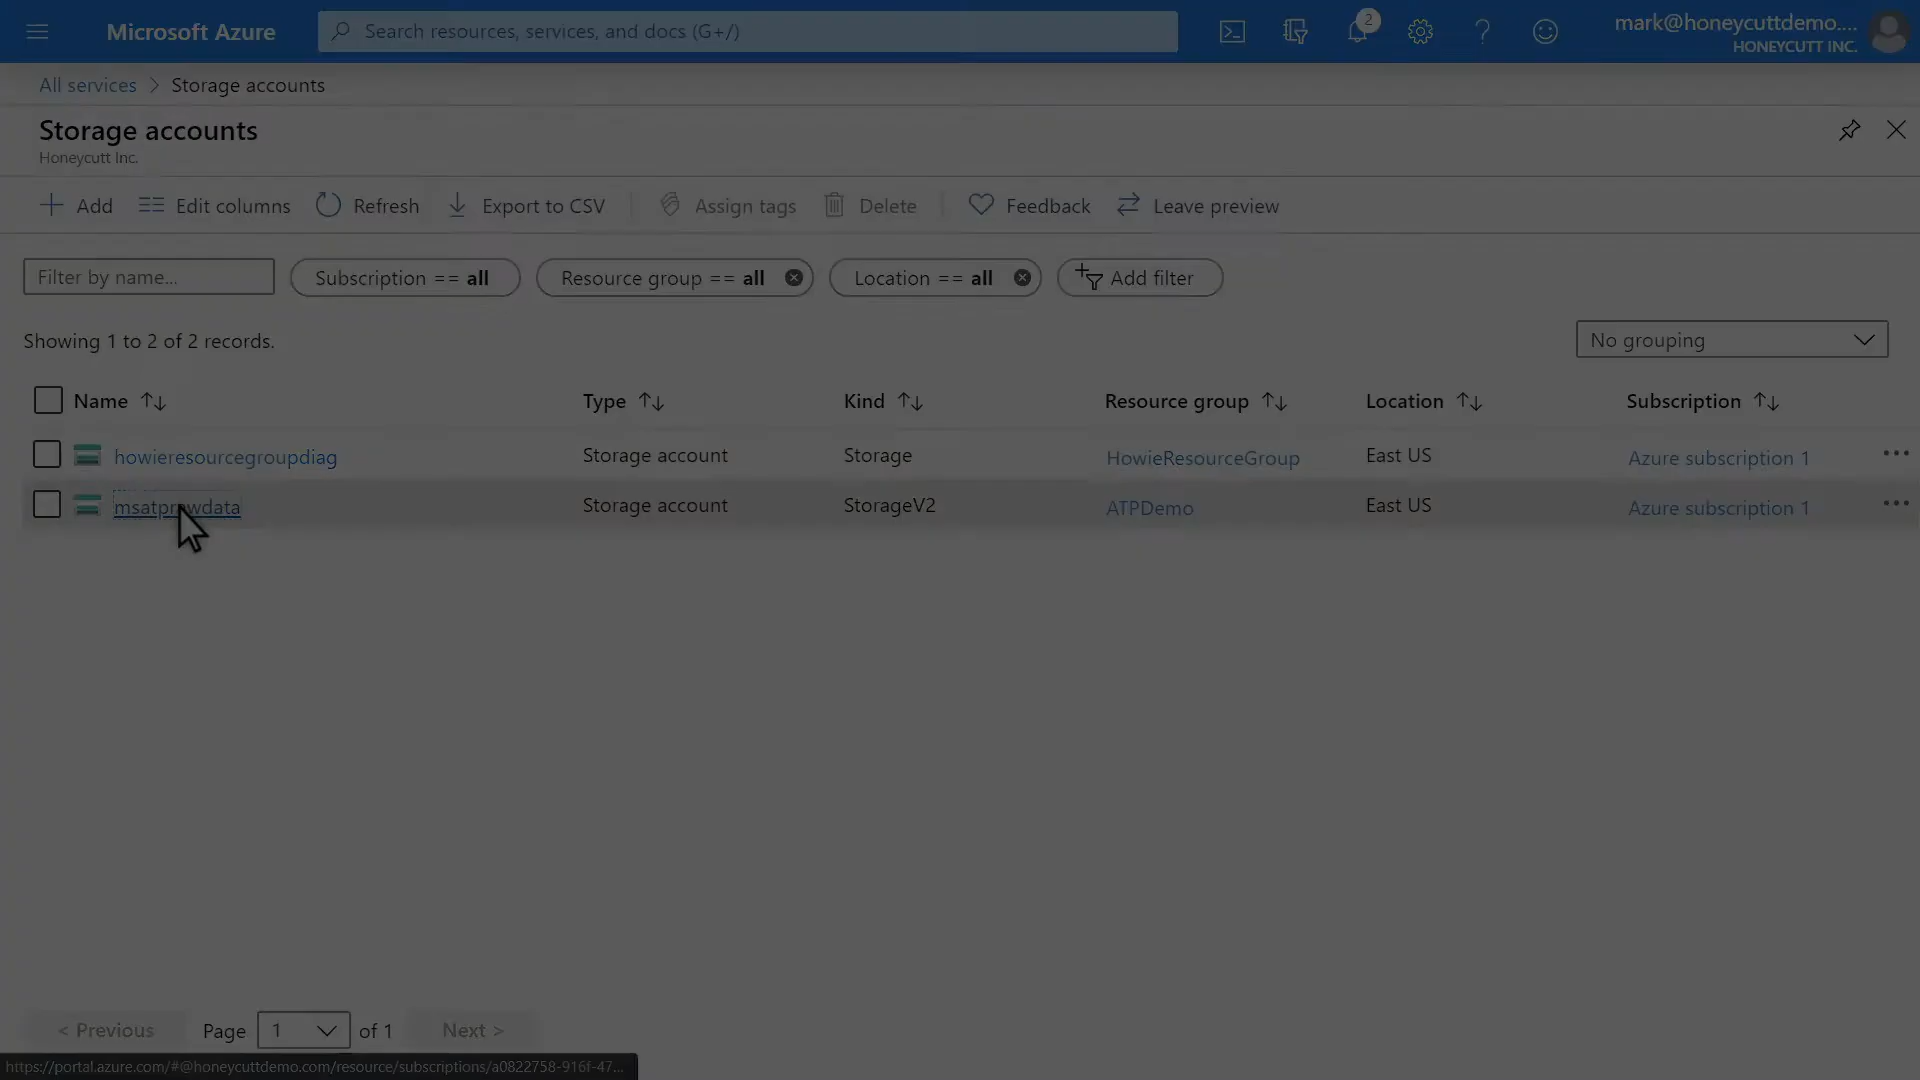 Microsoft Azure
Search resources, services, and docs (G+/)
2
mark@honeycuttdemo....
HONEYCUTT INC.
All services > Storage accounts
Storage accounts
Honeycutt Inc.
Add Edit columns Refresh Export to CSV Assign tags Delete Feedback Leave preview
Filter by name... Subscription == all Resource group == all Location == all Add filter
Showing 1 to 2 of 2 records. No grouping
Name Type Kind Resource group Location Subscription
howieresourcegroupdiag Storage account Storage HowieResourceGroup East US Azure subscription 1 ...
Storage account StorageV2 ATPDemo East US Azure subscription 1 ...
< Previous Page 1 of 1 Next >
https://portal.azure.com/#@honeycuttdemo.com/resource/subscriptions/a0822758-916f-47...